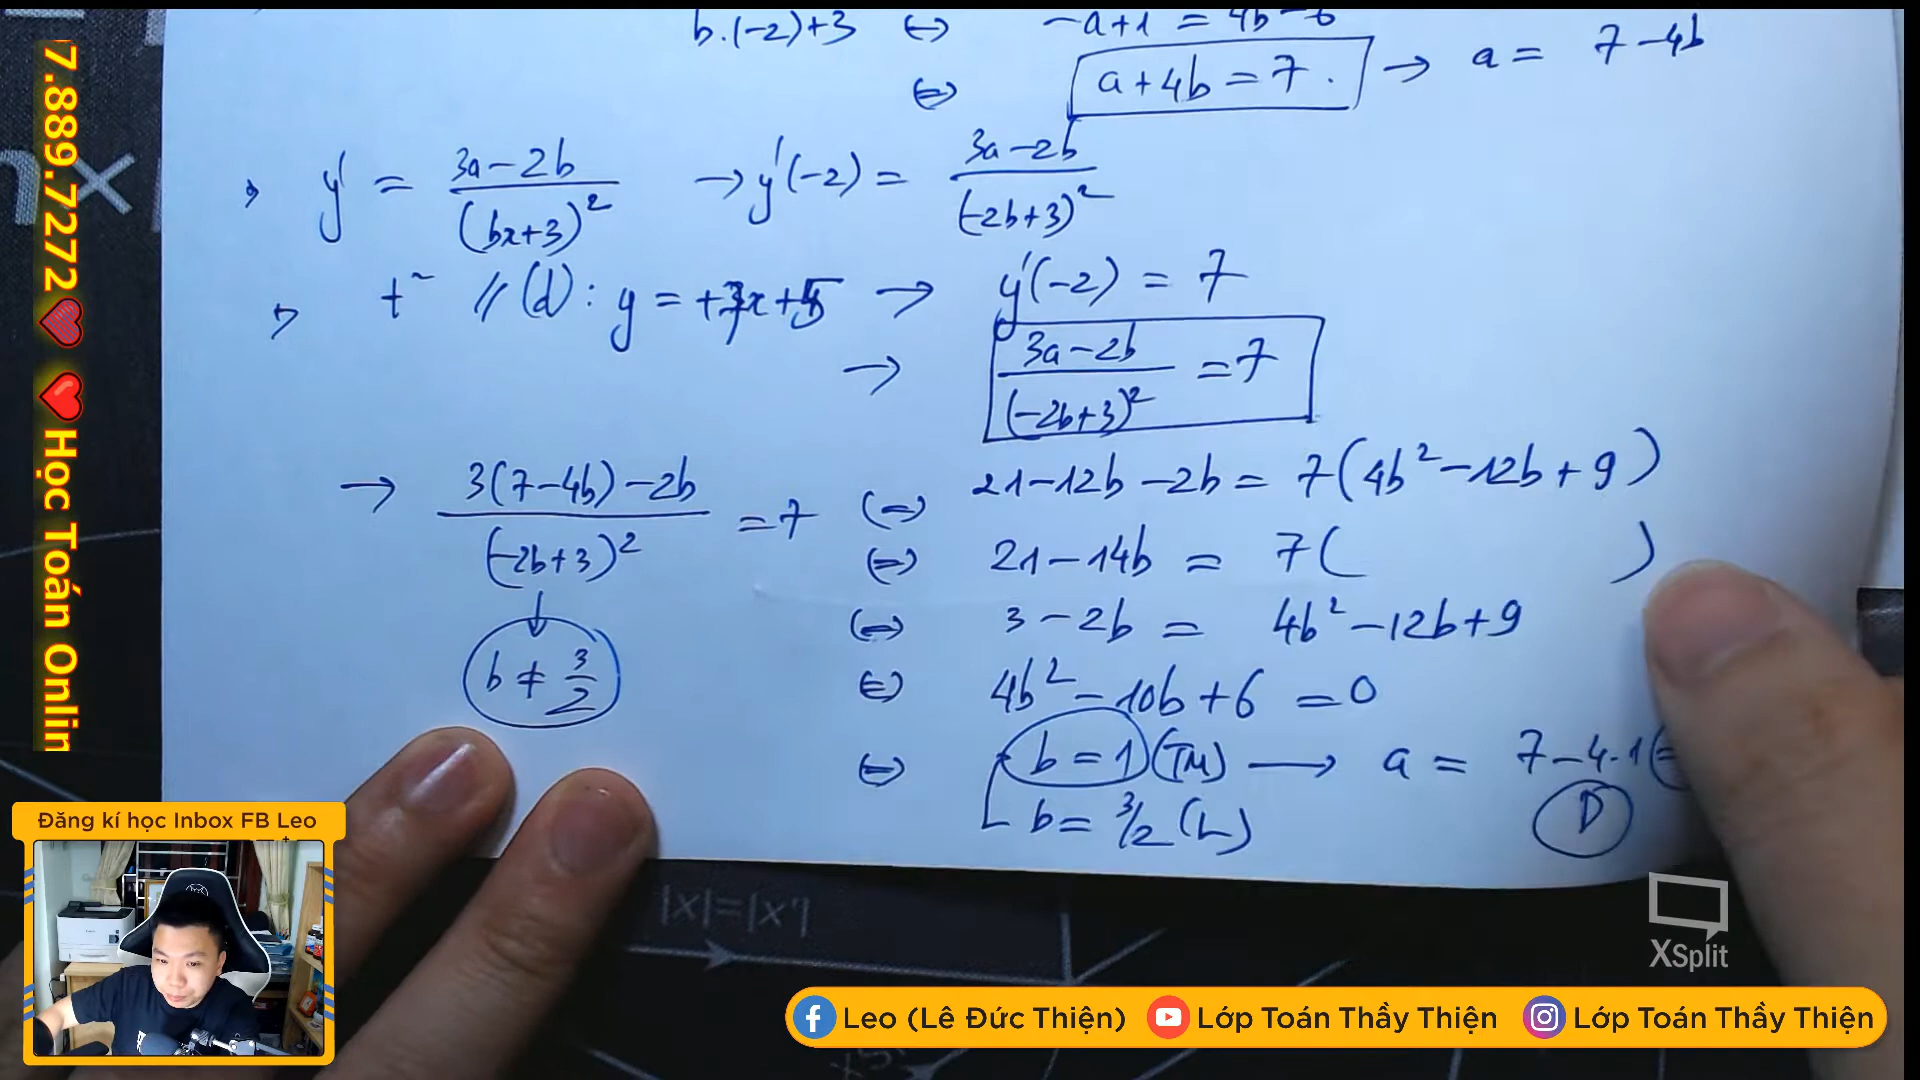 b.(-2)+3 ⇔ -a+1 = 4b-6
⇔ a+4b = 7. → a = 7-4b
y' = (3a-2b)/(bx+3)² → y'(-2) = (3a-2b)/(-2b+3)²
// (d): y = +7x+5 → y'(-2) = 7
→ (3a-2b)/(-2b+3)² = 7
→ (3(7-4b)-2b)/(-2b+3)² = 7 ⇔ 21-12b-2b = 7(4b²-12b+9)
⇔ 21-14b = 7( )
⇔ 3-2b = 4b²-12b+9
↓
b ≠ 3/2
⇔ 4b²-10b+6 = 0
⇔ b = 1 (TM) → a = 7-4.1 =
b = 3/2 (L)
D
7.889.7272 ❤ ❤Học Toán Onlin
Đăng kí học Inbox FB Leo
|x|=|x
XSplit
Leo (Lê Đức Thiện)
Lớp Toán Thầy Thiện
Lớp Toán Thầy Thiện